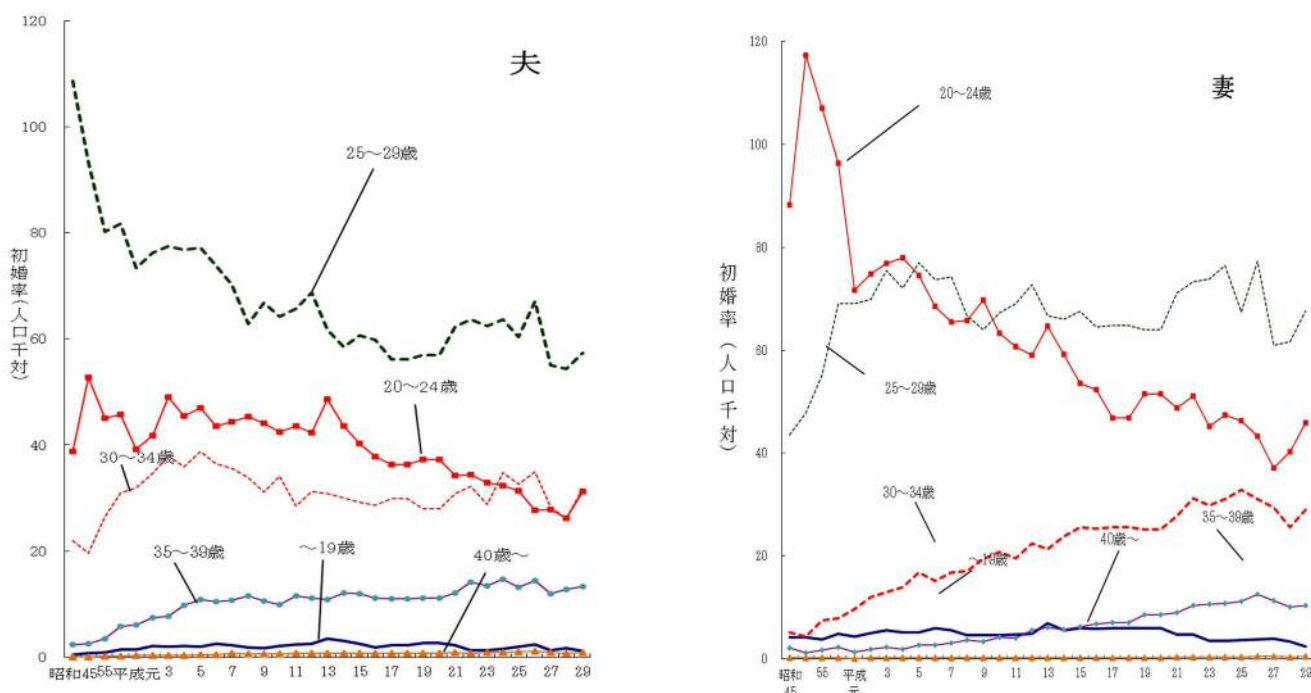 夫
初婚率(人口千対)
120
100
80
60
40
20
0
25～29歳
20～24歳
30～34歳
35～39歳
～19歳
40歳～
昭和45 55平成元 3 5 7 9 11 13 15 17 19 21 23 25 27 29
妻
初婚率（人口千対）
120
100
80
60
40
20
0
20～24歳
25～29歳
30～34歳
～19歳
40歳～
35～39歳
昭和 55 平成 3 5 7 9 11 13 15 17 19 21 23 25 27 29
45 元